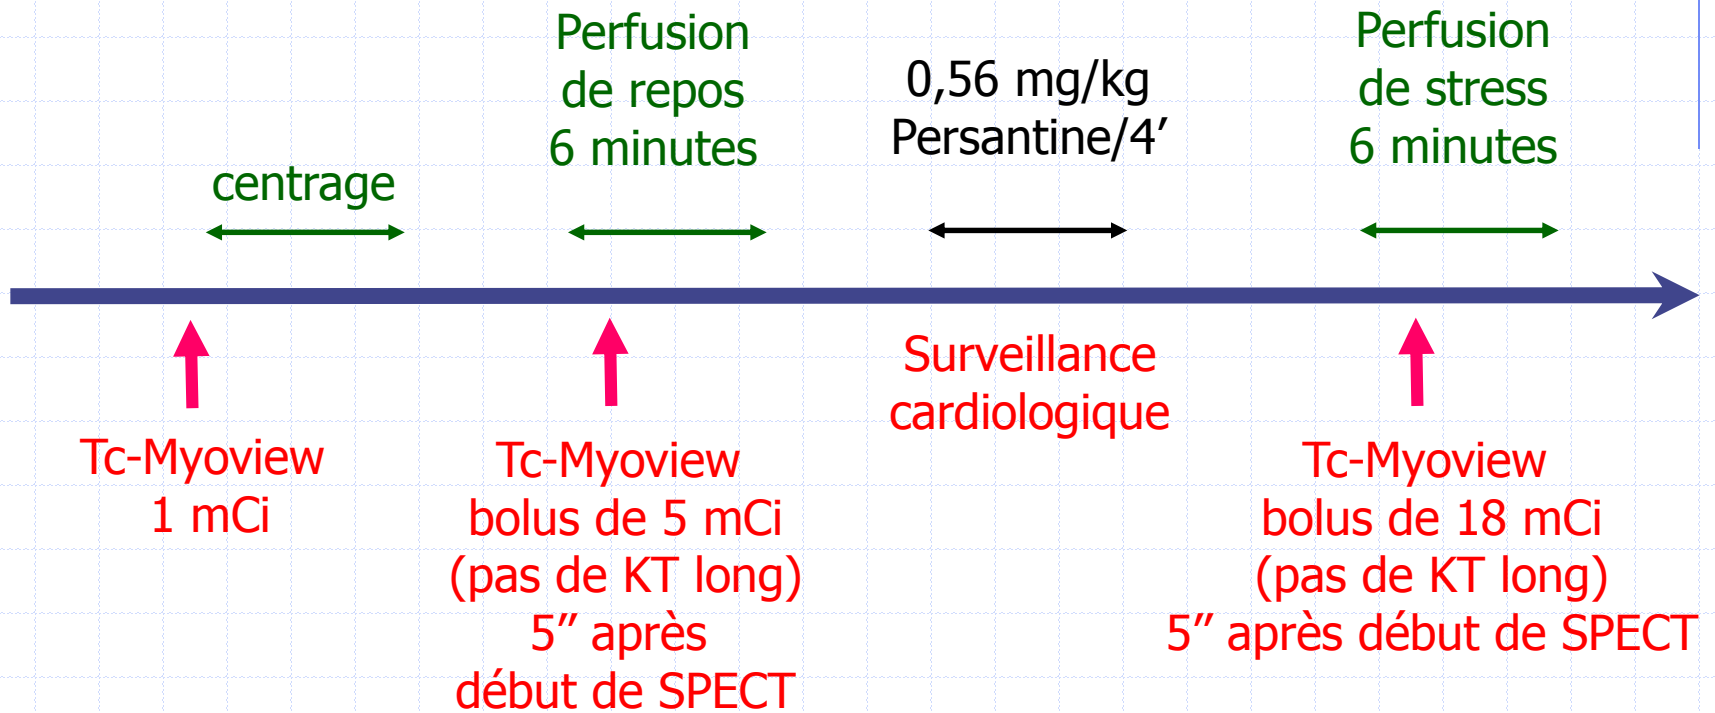 centrage
Perfusion
de repos
6 minutes
0,56 mg/kg
Persantine/4’
Perfusion
de stress
6 minutes
Tc-Myoview
1 mCi
Tc-Myoview
bolus de 5 mCi
(pas de KT long)
5’’ après
début de SPECT
Surveillance
cardiologique
Tc-Myoview
bolus de 18 mCi
(pas de KT long)
5’’ après début de SPECT